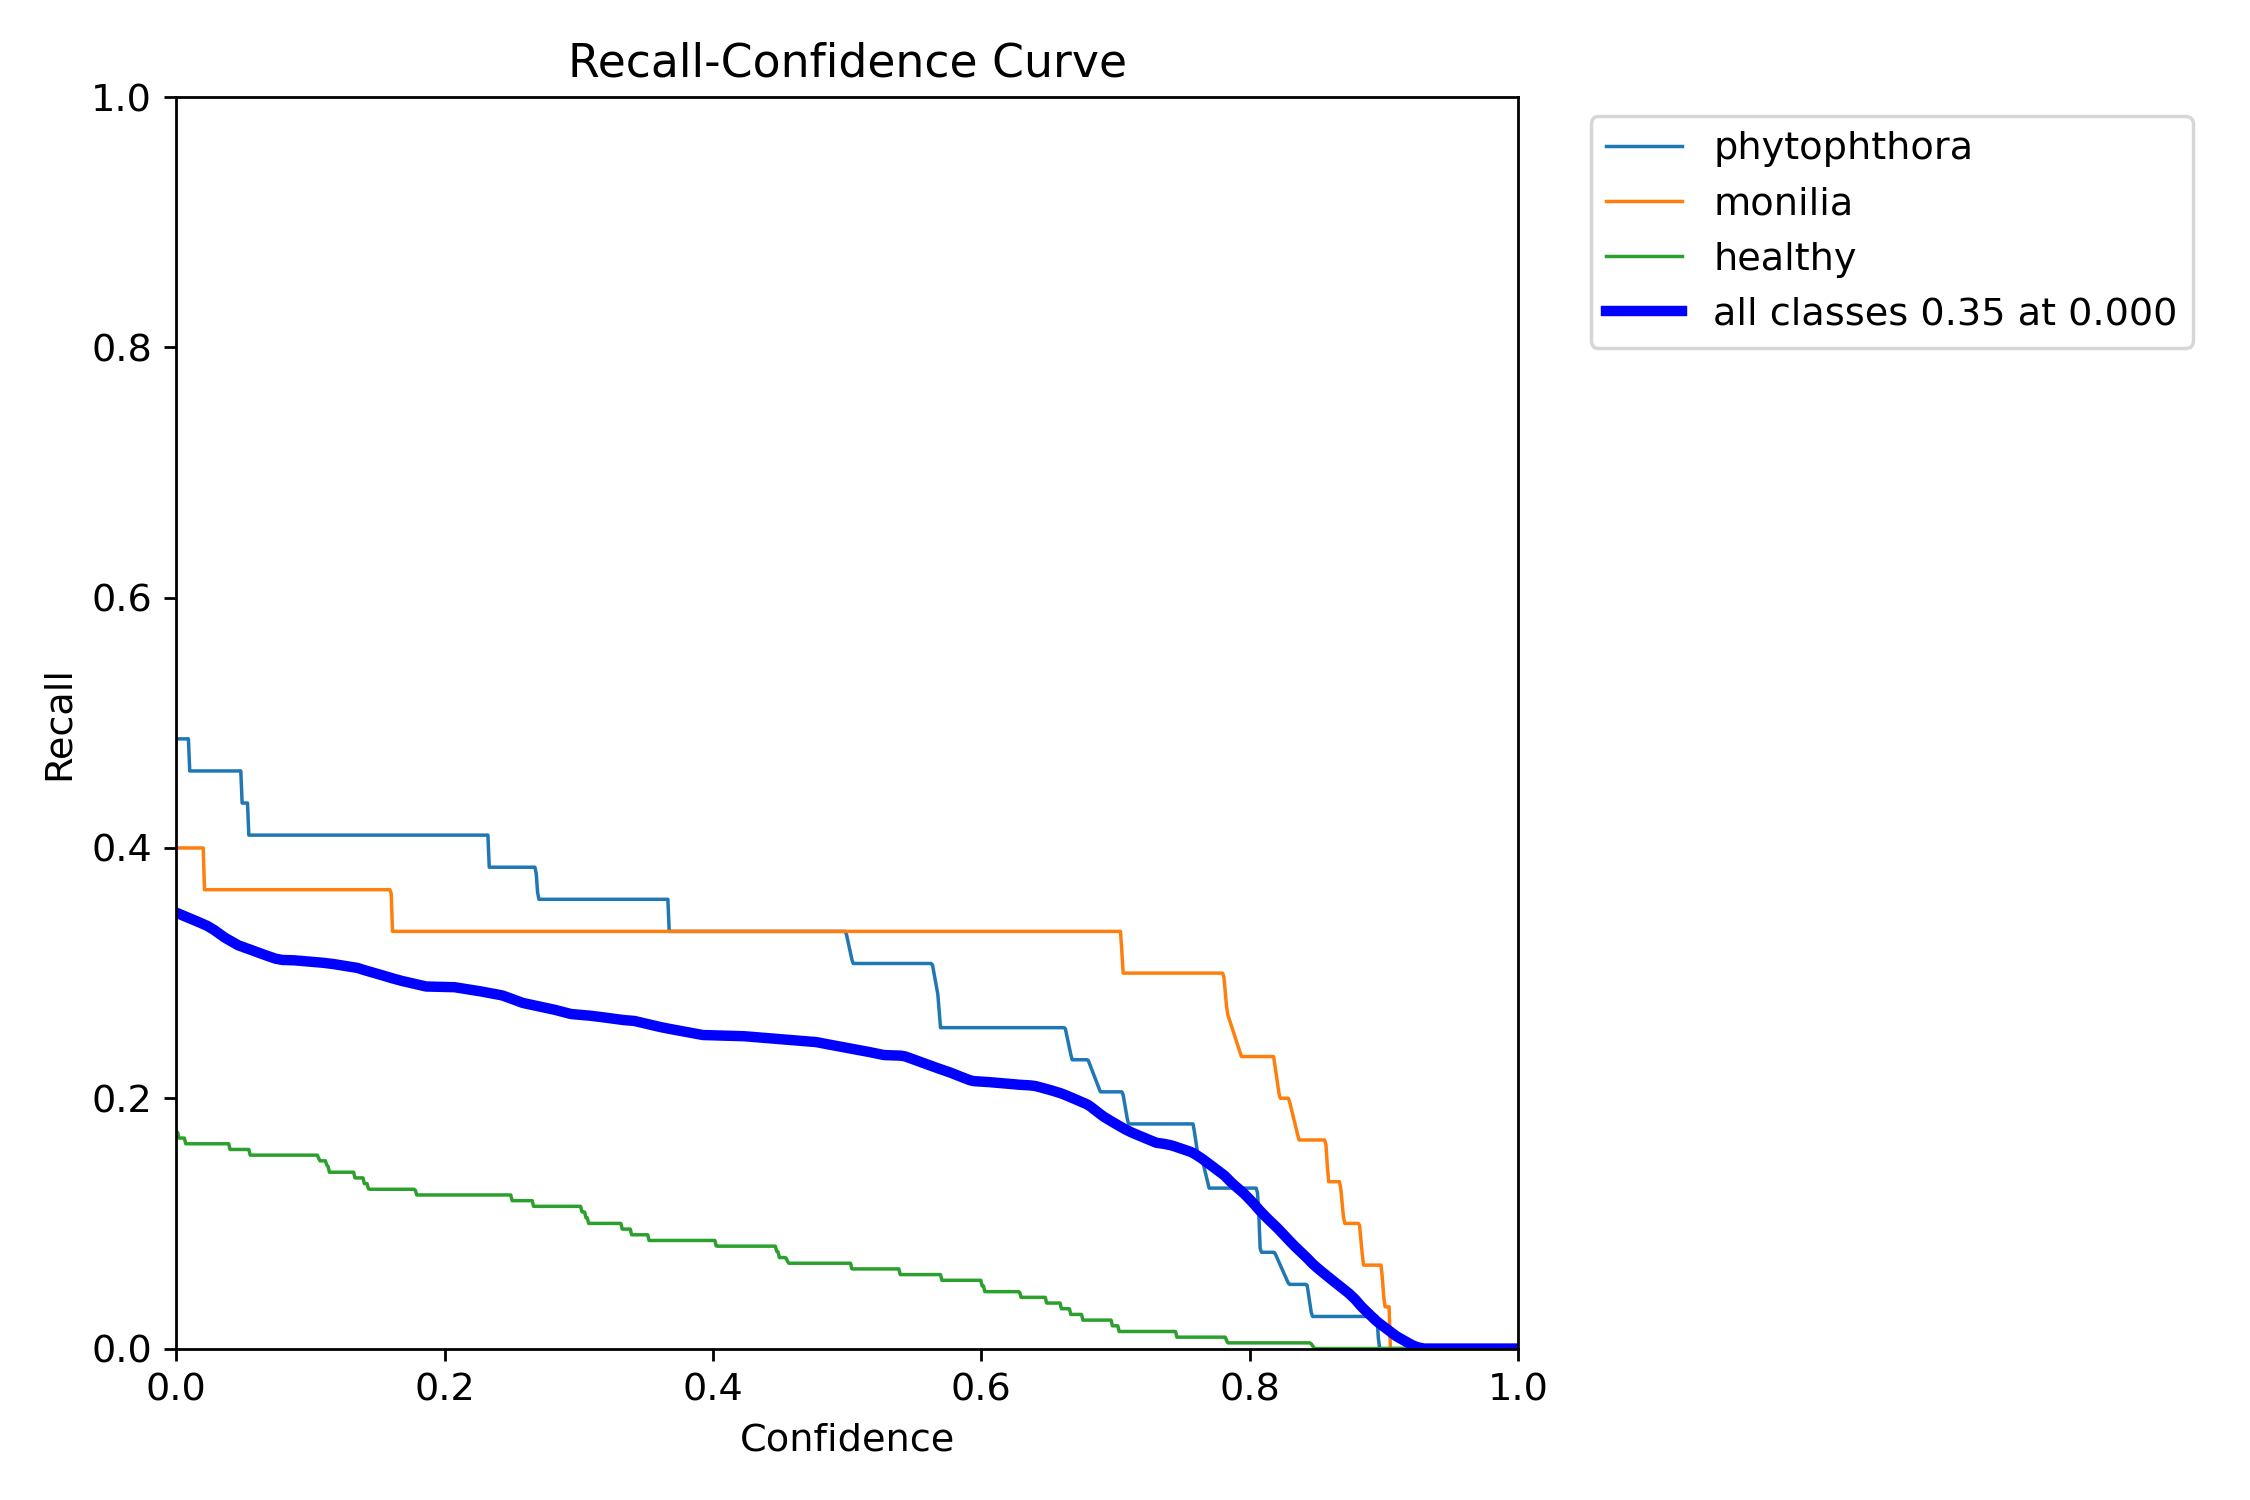 Recall-Confidence Curve
1.0
0.8
0.6
0.4
0.2
0.0
Recall
0.0 0.2 0.4 0.6 0.8 1.0
Confidence
phytophthora
monilia
healthy
all classes 0.35 at 0.000